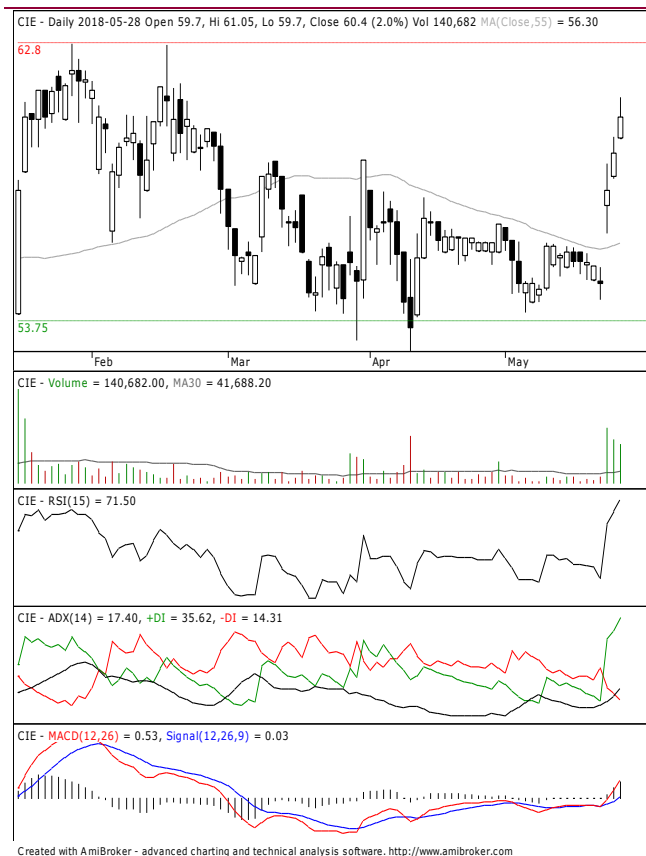 CIE - Daily 2018-05-28 Open 59.7, Hi 61.05, Lo 59.7, Close 60.4 (2.0%) Vol 140,682 MA(Close,55) = 56.30
62.8
53.75
Feb Mar Apr May
CIE - Volume = 140,682.00, MA30 = 41,688.20
CIE - RSI(15) = 71.50
CIE - ADX(14) = 17.40, +DI = 35.62, -DI = 14.31
CIE - MACD(12,26) = 0.53, Signal(12,26,9) = 0.03
Created with AmiBroker - advanced charting and technical analysis software. http://www.amibroker.com